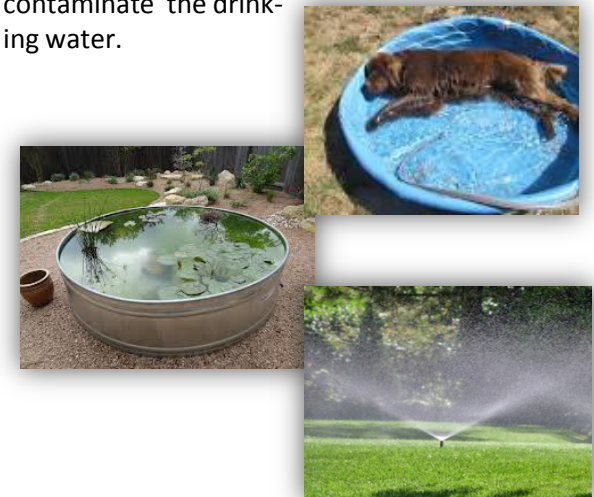 contaminate the drink-
ing water.